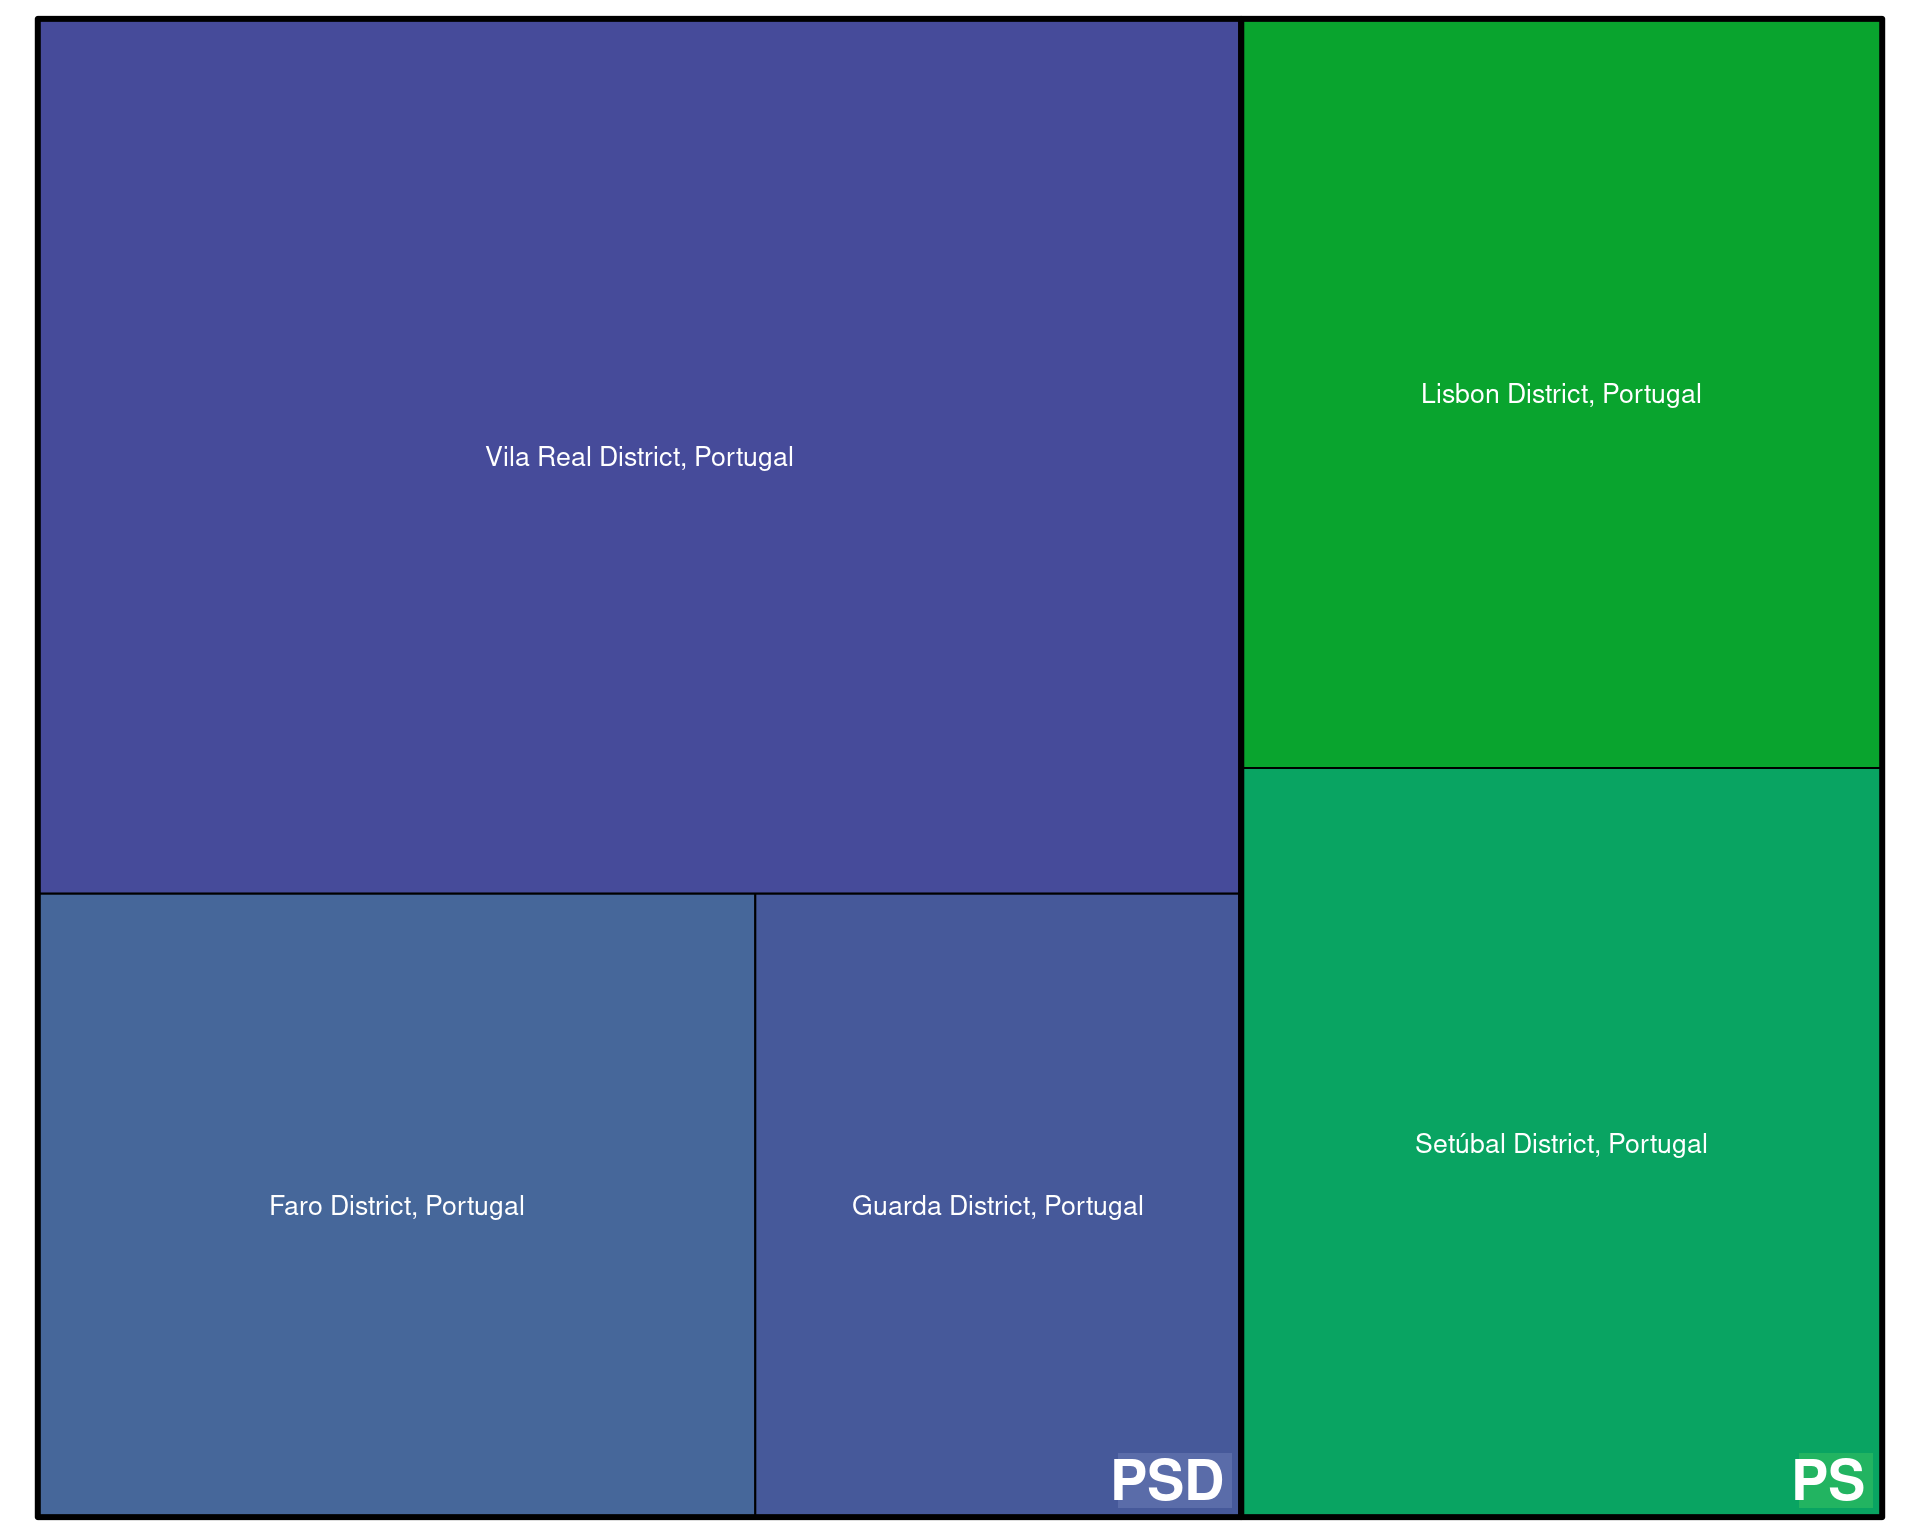 Vila Real District, Portugal
Lisbon District, Portugal
Faro District, Portugal
Guarda District, Portugal
Setúbal District, Portugal
PSD
PS